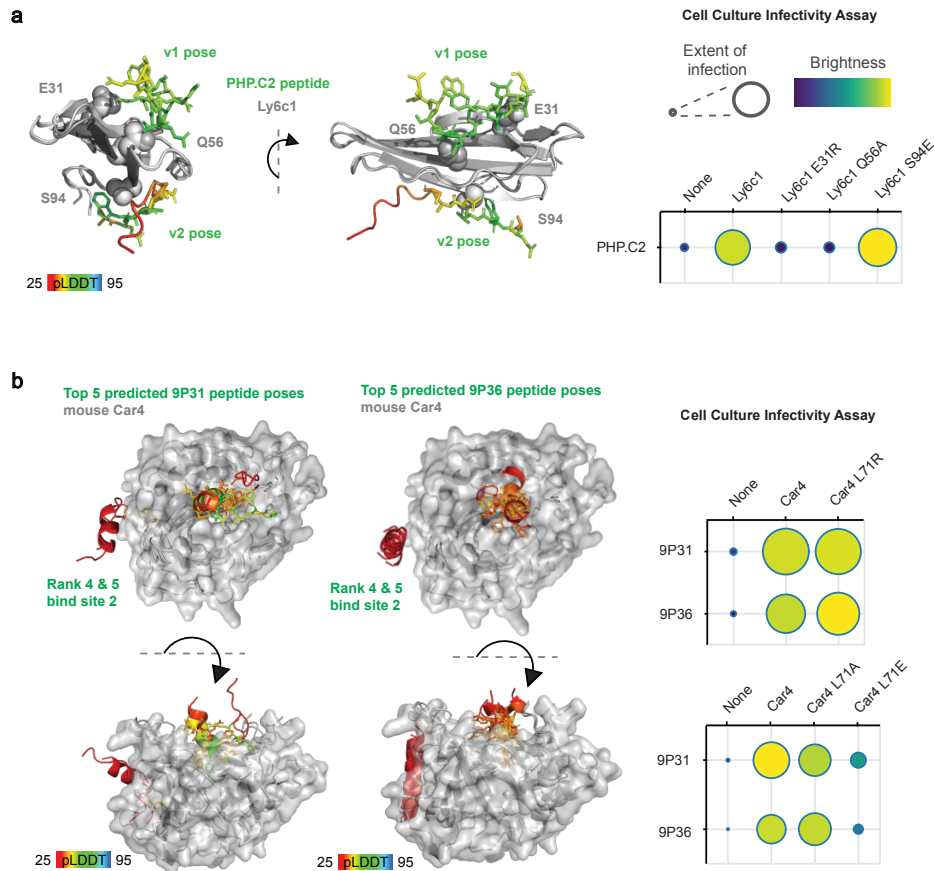 a
v1 pose
E31
PHP.C2 peptide
Ly6c1
Q56
S94
v2 pose
25 pLDDT 95
v1 pose
E31
Q56
S94
v2 pose
Cell Culture Infectivity Assay
Extent of
infection
Brightness
None
Ly6c1
Ly6c1 E31R
Ly6c1 Q56A
Ly6c1 S94E
PHP.C2
b
Top 5 predicted 9P31 peptide poses
mouse Car4
Rank 4 & 5
bind site 2
25 pLDDT 95
Top 5 predicted 9P36 peptide poses
mouse Car4
Rank 4 & 5
bind site 2
25 pLDDT 95
Cell Culture Infectivity Assay
None
Car4
Car4 L71R
9P31
9P36
None
Car4
Car4 L71A
Car4 L71E
9P31
9P36